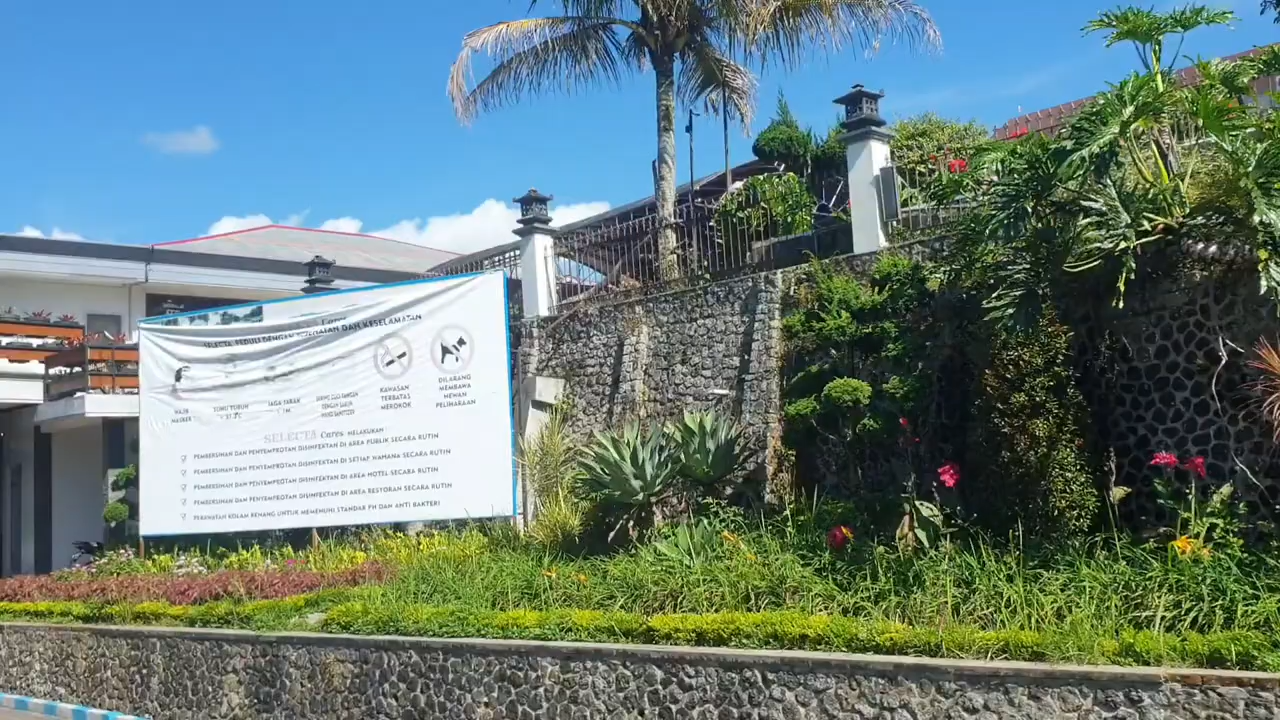 SELECTA PEDULI DENGAN KESEHATAN DAN KESELAMATAN
WAJIB
MASKER
SUHU TUBUH
JAGA JARAK
KAWASAN
TERBATAS
MEROKOK
DILARANG
MEMBAWA
HEWAN
PELIHARAAN
SELECTA Cares MELAKUKAN :
PEMBERSIHAN DAN PENYEMPROTAN DISINFEKTAN DI AREA PUBLIK SECARA RUTIN
PEMBERSIHAN DAN PENYEMPROTAN DISINFEKTAN DI SETIAP WAHANA SECARA RUTIN
PEMBERSIHAN DAN PENYEMPROTAN DISINFEKTAN DI AREA HOTEL SECARA RUTIN
PEMBERSIHAN DAN PENYEMPROTAN DISINFEKTAN DI AREA RESTORAN SECARA RUTIN
PERAWATAN KOLAM RENANG UNTUK MEMENUHI STANDAR PH DAN ANTI BAKTERI